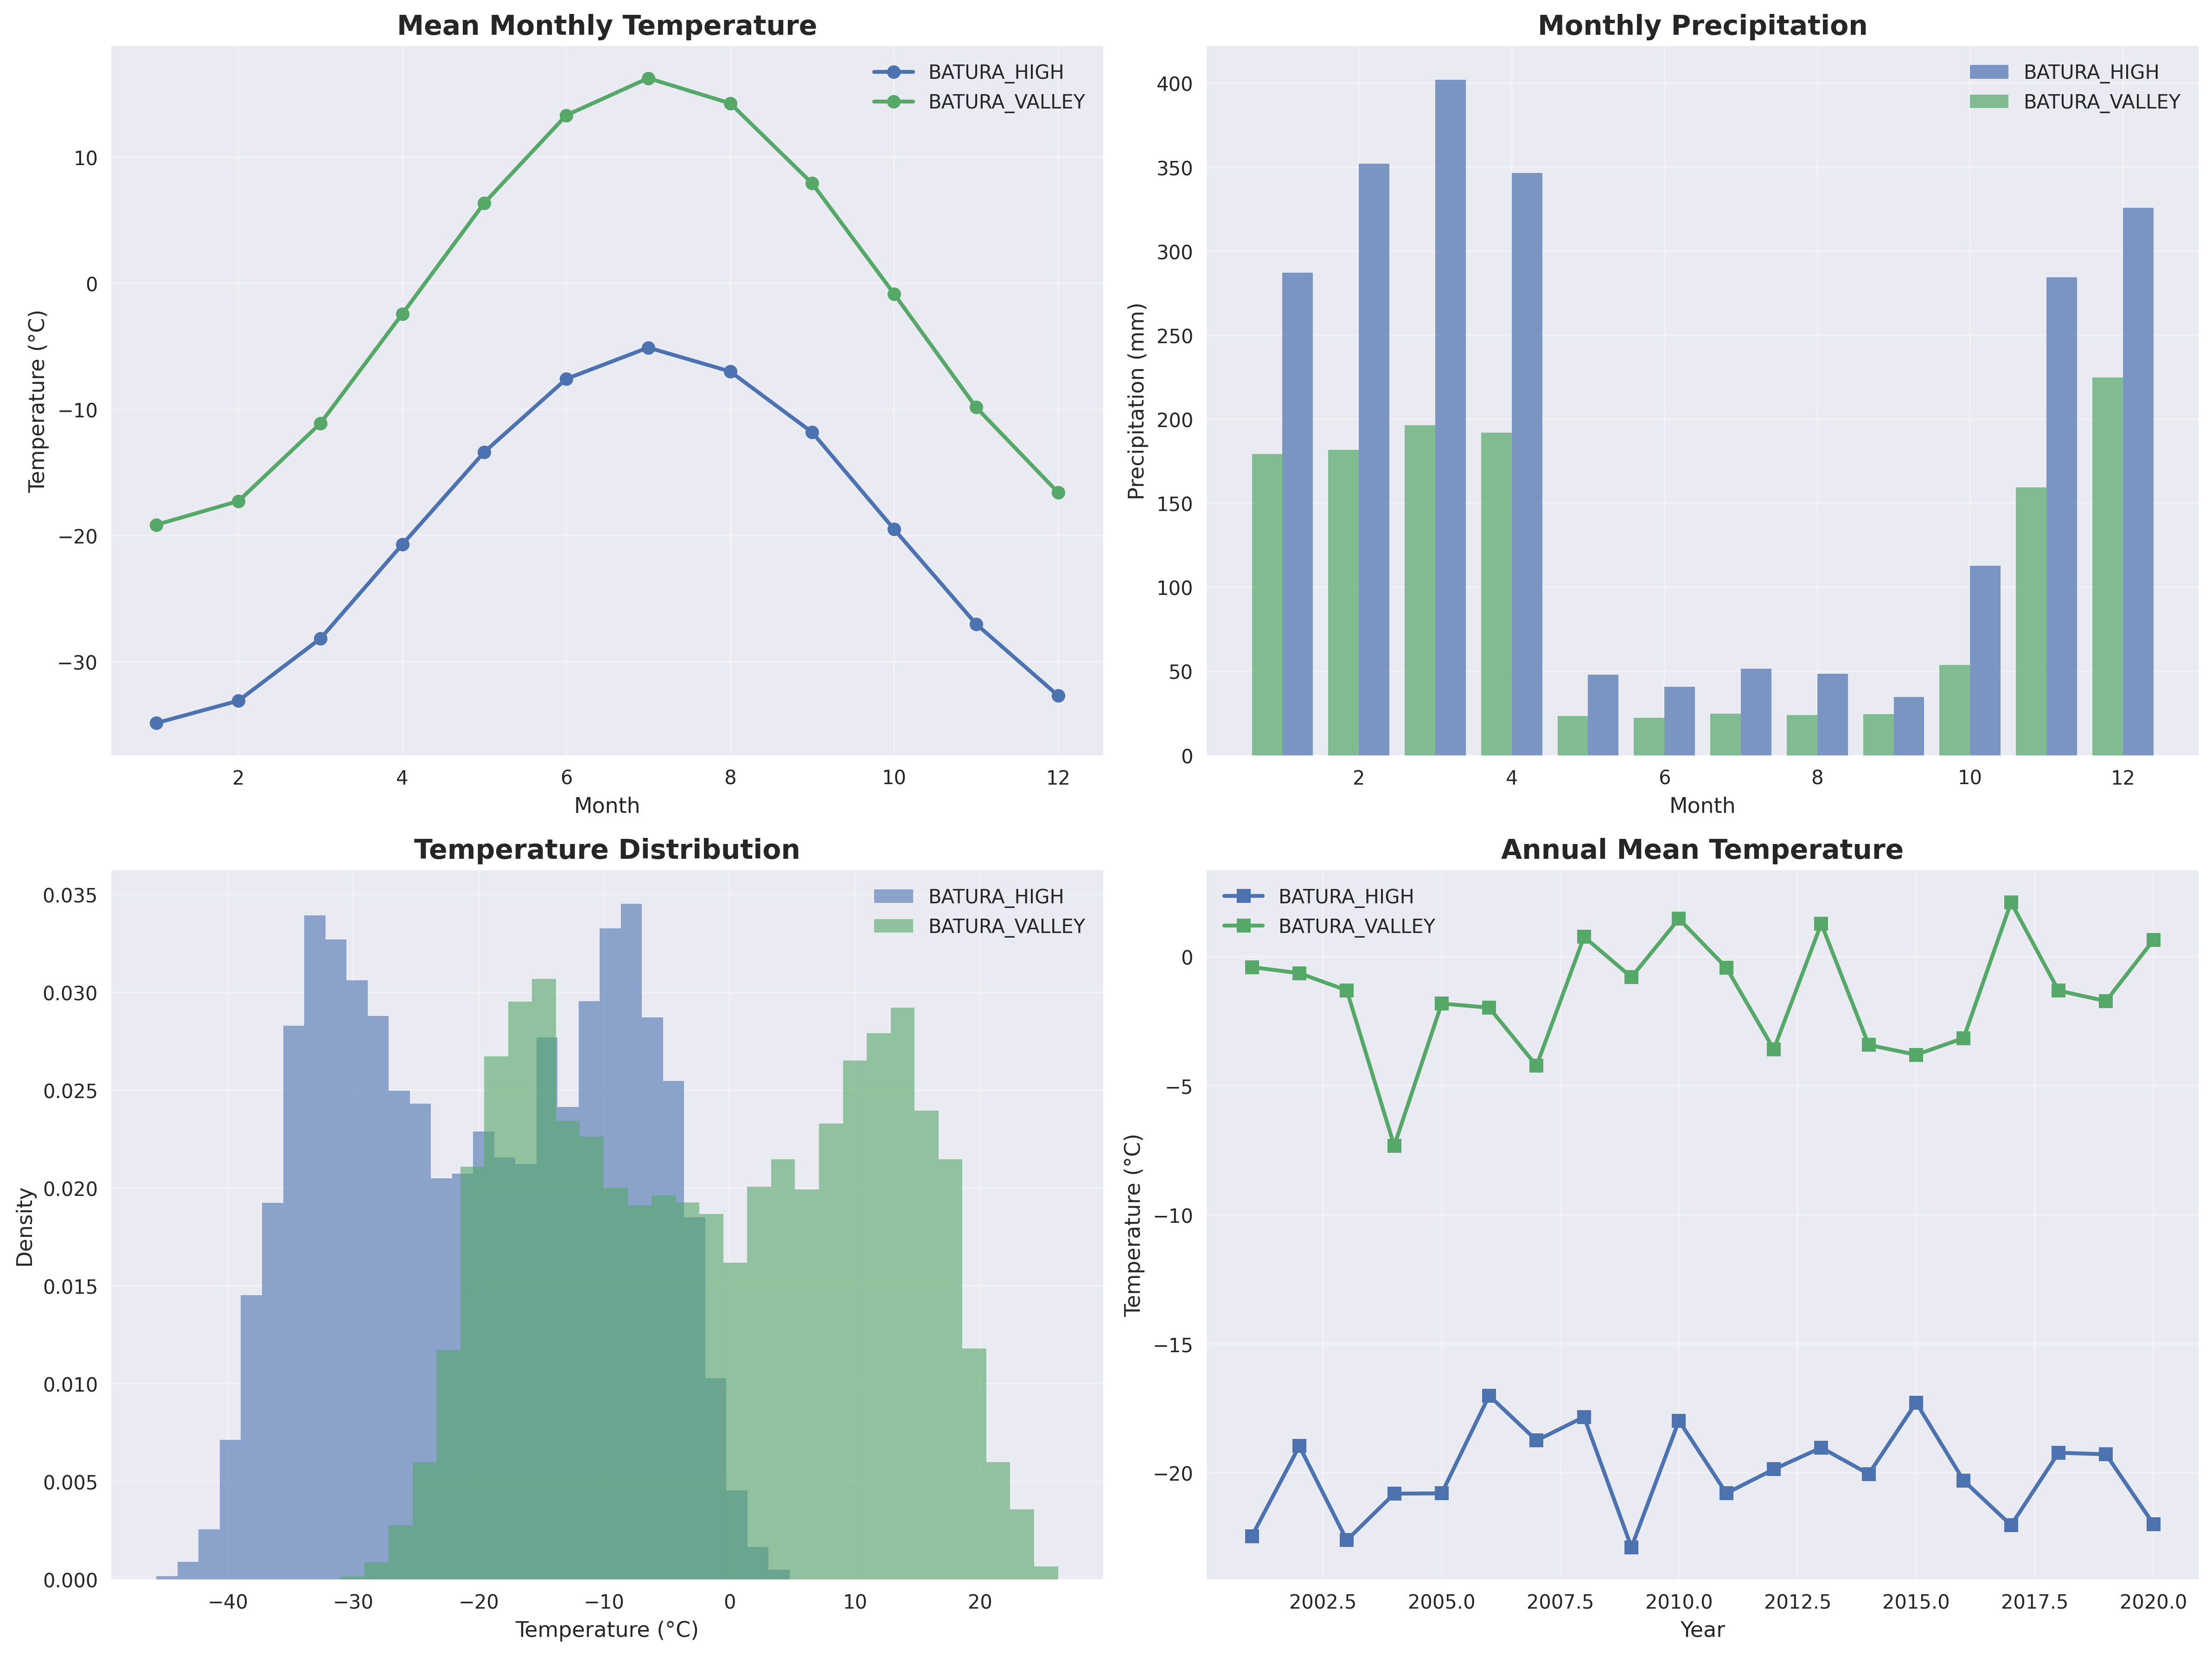 Mean Monthly Temperature
BATURA_HIGH
BATURA_VALLEY
10
0
−10
−20
−30
Temperature (°C)
2
4
6
8
10
12
Month
Monthly Precipitation
BATURA_HIGH
BATURA_VALLEY
400
350
300
250
200
150
100
50
0
Precipitation (mm)
2
4
6
8
10
12
Month
Temperature Distribution
BATURA_HIGH
BATURA_VALLEY
0.035
0.030
0.025
0.020
0.015
0.010
0.005
0.000
Density
−40
−30
−20
−10
0
10
20
Temperature (°C)
Annual Mean Temperature
BATURA_HIGH
BATURA_VALLEY
0
−5
−10
−15
−20
Temperature (°C)
2002.5
2005.0
2007.5
2010.0
2012.5
2015.0
2017.5
2020.0
Year